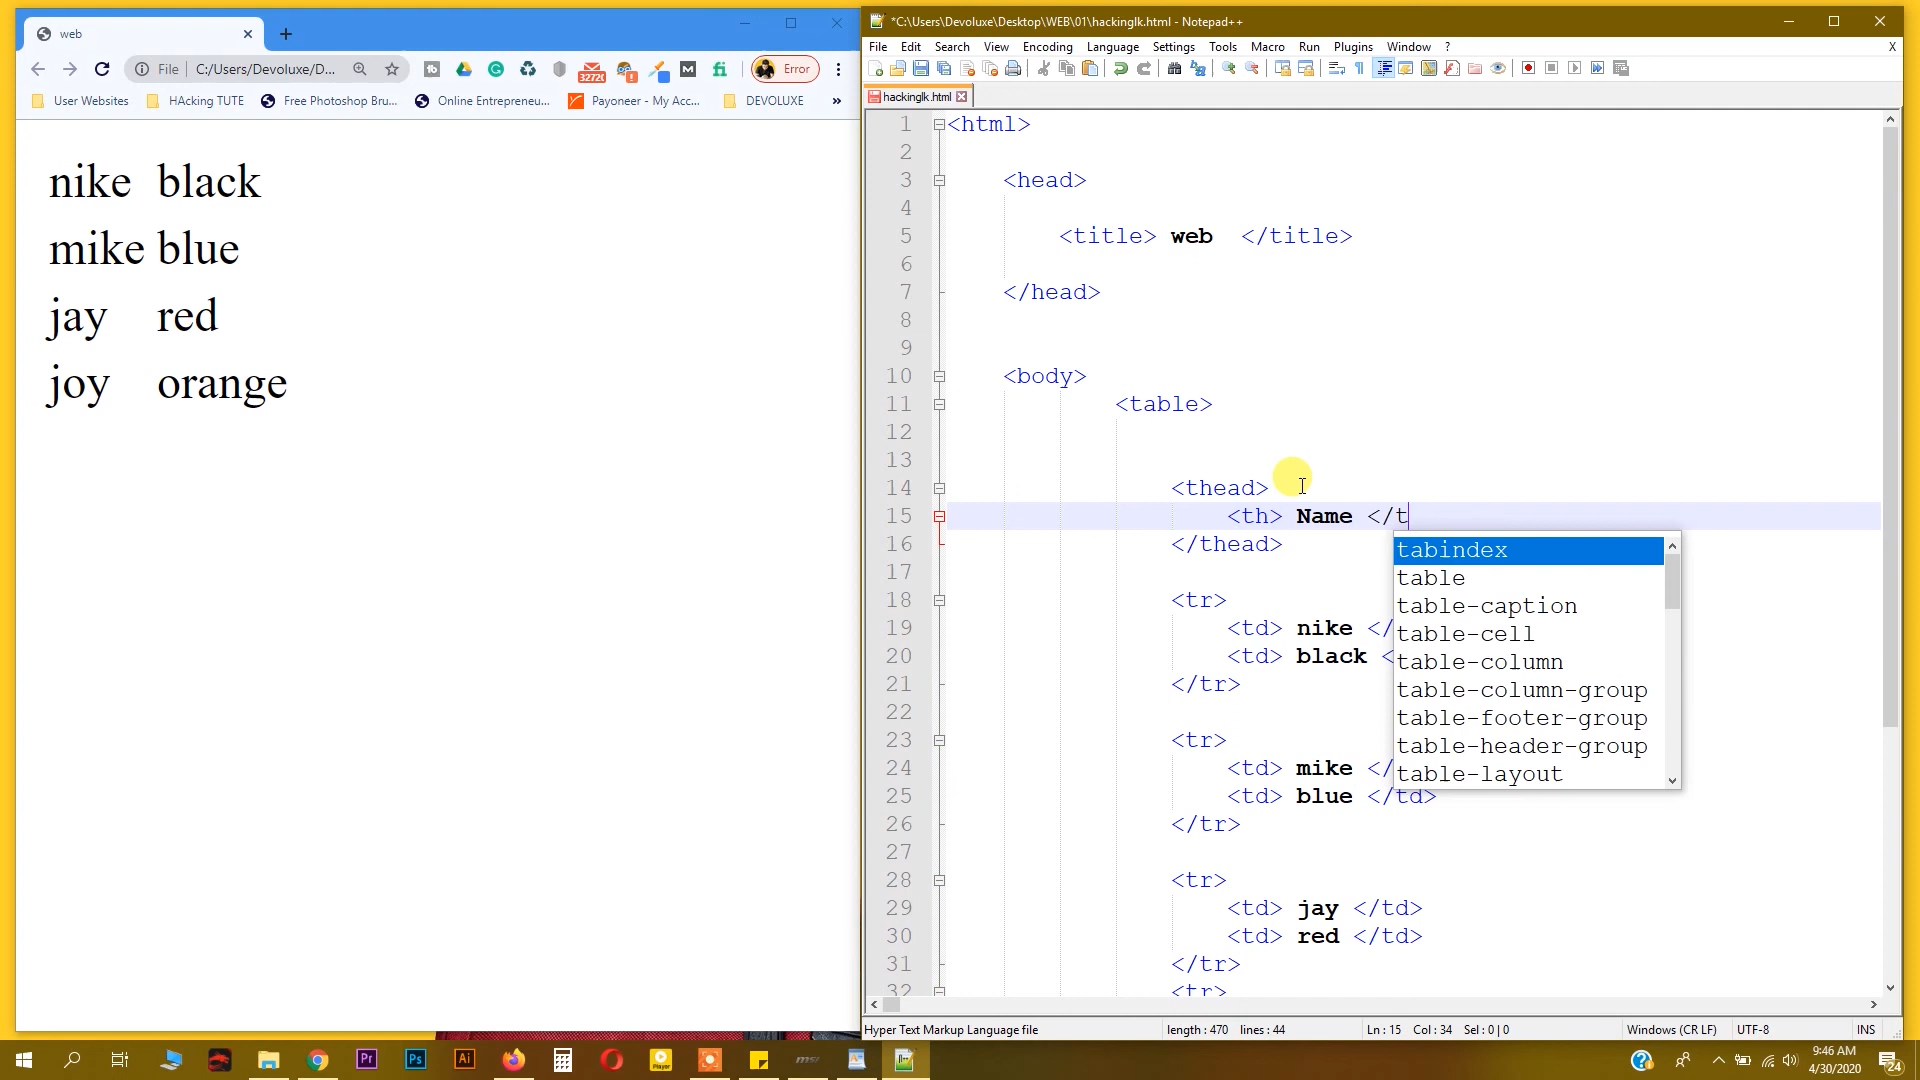 web
File
C:/Users/Devoluxe/D...
32720
Error
User Websites
HAcking TUTE
Free Photoshop Bru...
Online Entrepreneu...
Payoneer - My Acc...
DEVOLUXE
»
nike black
mike blue
jay red
joy orange
*C:\Users\Devoluxe\Desktop\WEB\01\hackinglk.html - Notepad++
File Edit Search View Encoding Language Settings Tools Macro Run Plugins Window ? X
hackinglk.html
1 <html>
2
3 <head>
4
5 <title> web </title>
6
7 </head>
8
9
10 <body>
11 <table>
12
13
14 <thead>
15 <th> Name </t
16 </thead>
17
18 <tr>
19 <td> nike </
20 <td> black <
21 </tr>
22
23 <tr>
24 <td> mike </
25 <td> blue </td>
26 </tr>
27
28 <tr>
29 <td> jay </td>
30 <td> red </td>
31 </tr>
32 <tr>
tabindex
table
table-caption
table-cell
table-column
table-column-group
table-footer-group
table-header-group
table-layout
Hyper Text Markup Language file
length : 470 lines : 44
Ln : 15 Col : 34 Sel : 0 | 0
Windows (CR LF)
UTF-8
INS
Pr
Ps
Ai
Player
9:46 AM
4/30/2020
24